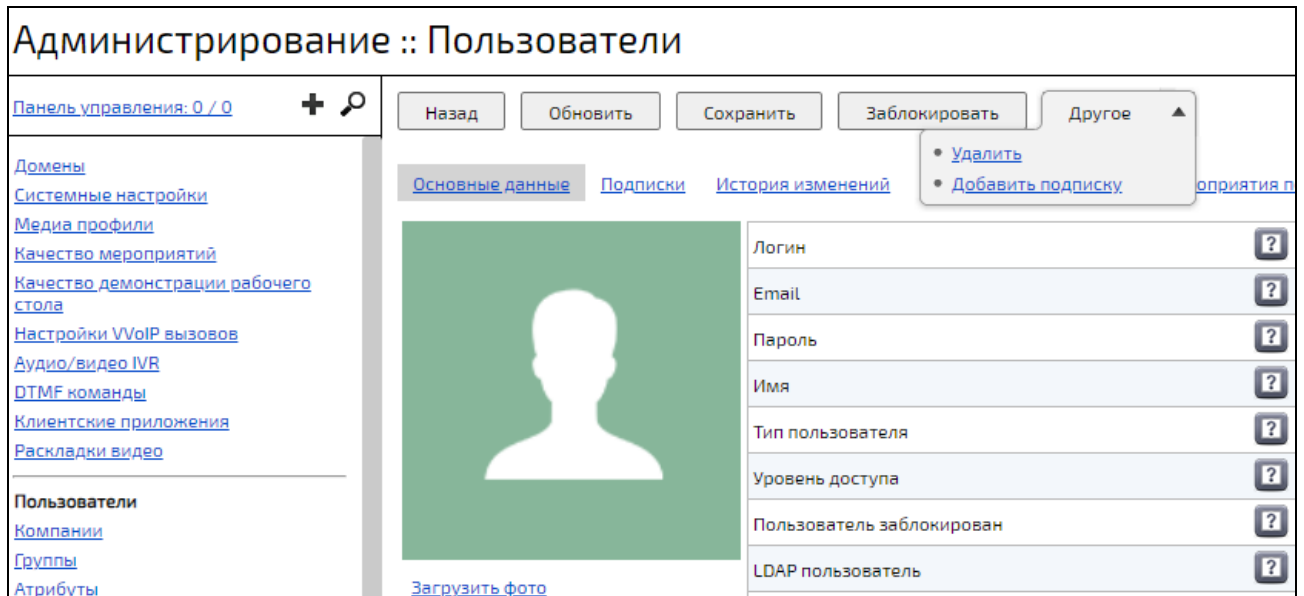 Администрирование :: Пользователи
Панель управления: 0 / 0
Домены
Системные настройки
Медиа профили
Качество мероприятий
Качество демонстрации рабочего
стола
Настройки VVoIP вызовов
Аудио/видео IVR
DTMF команды
Клиентские приложения
Раскладки видео
Пользователи
Компании
Группы
Атрибуты
Назад Обновить Сохранить Заблокировать Другое
Удалить
Добавить подписку
Основные данные Подписки История изменений
Загрузить фото
Логин ?
Email ?
Пароль ?
Имя ?
Тип пользователя ?
Уровень доступа ?
Пользователь заблокирован ?
LDAP пользователь ?